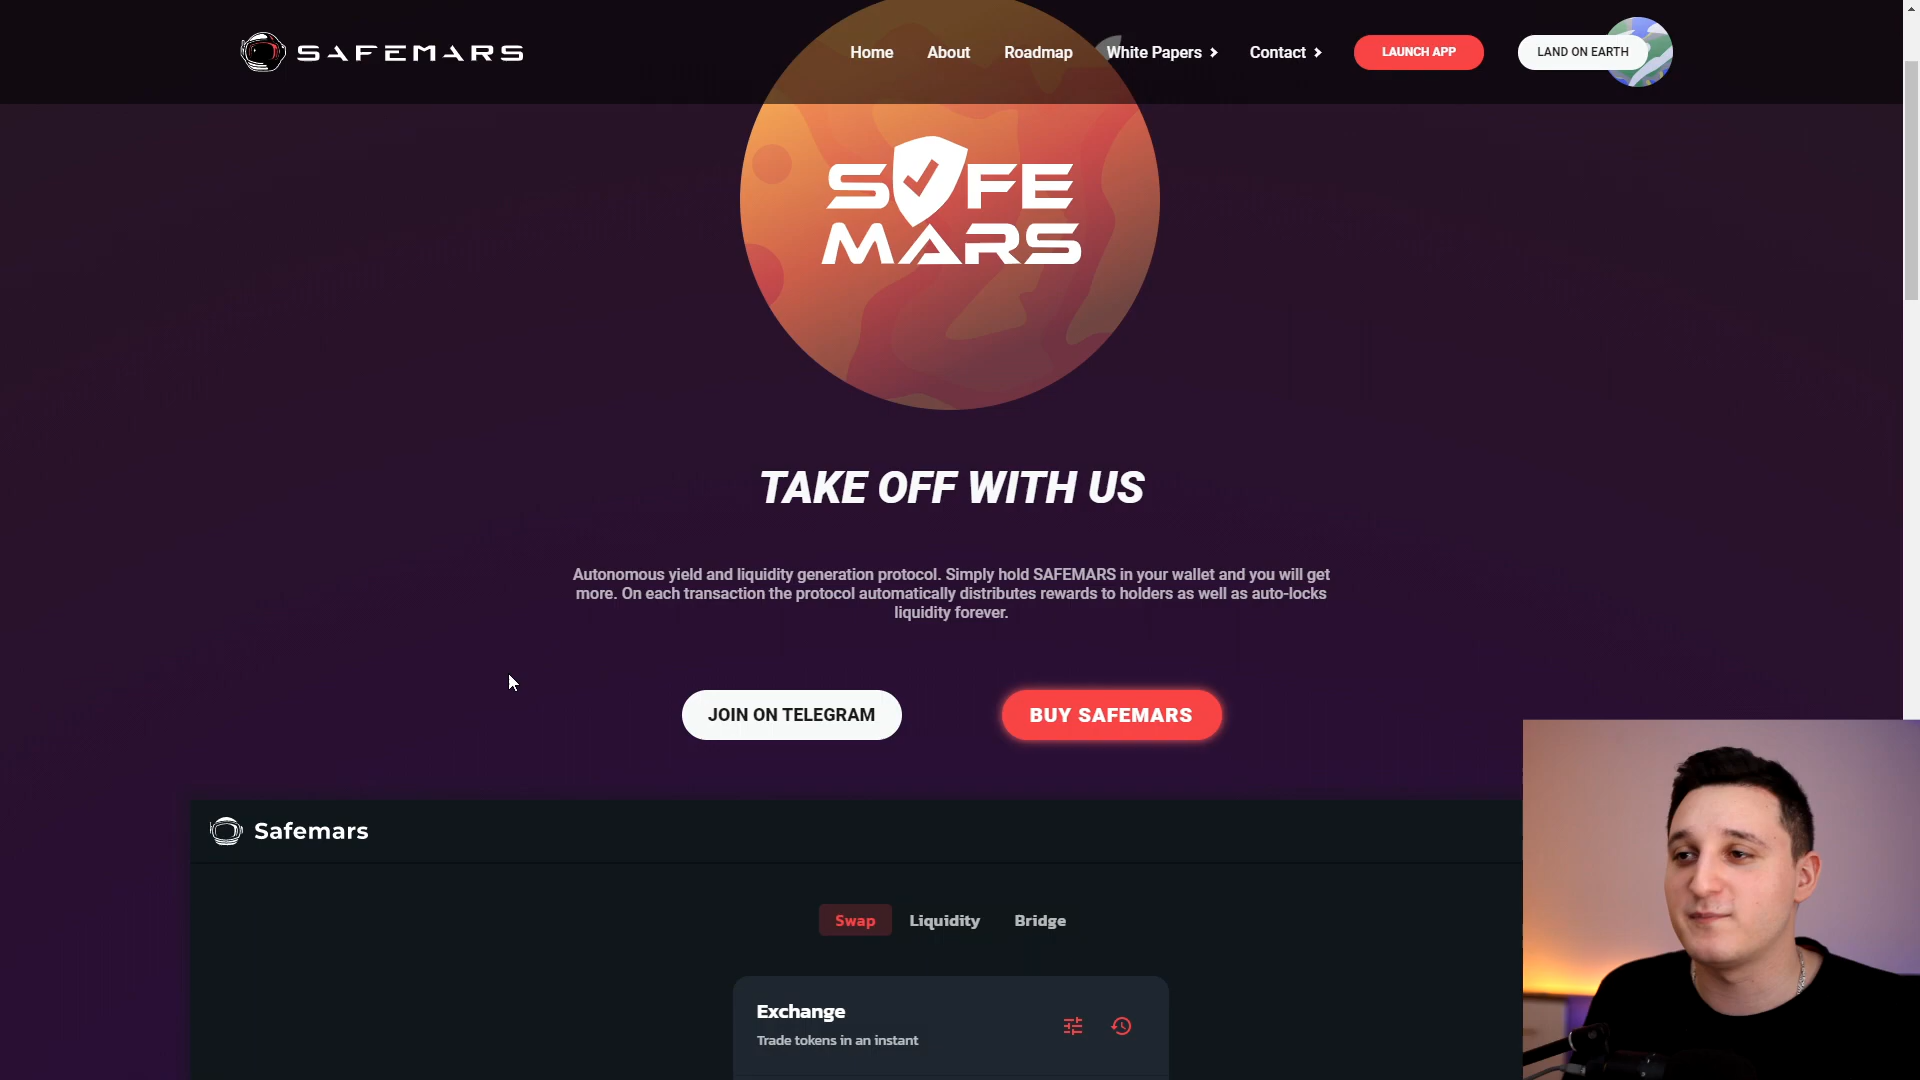 SAFEMARS
Home
About
Roadmap
White Papers
Contact
LAUNCH APP
LAND ON EARTH
SAFE
MARS
TAKE OFF WITH US
Autonomous yield and liquidity generation protocol. Simply hold SAFEMARS in your wallet and you will get
more. On each transaction the protocol automatically distributes rewards to holders as well as auto-locks
liquidity forever.
JOIN ON TELEGRAM
BUY SAFEMARS
Safemars
Swap
Liquidity
Bridge
Exchange
Trade tokens in an instant